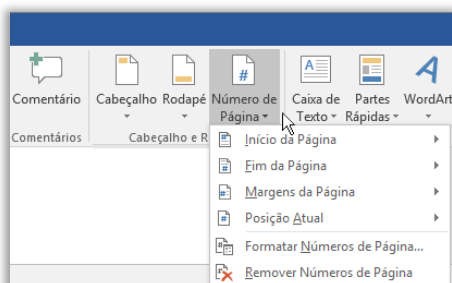 Comentário Cabeçalho Rodapé Número de Caixa de Partes WordArt
Página Texto Rápidas
Comentários Cabeçalho e R
Início da Página
Fim da Página
Margens da Página
Posição Atual
Formatar Números de Página...
Remover Números de Página